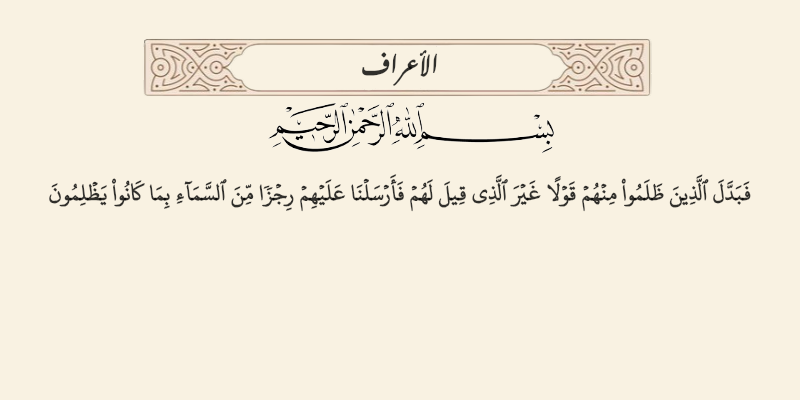 الأعراف
بِسْمِ ٱللَّهِ ٱلرَّحْمَٰنِ ٱلرَّحِيمِ
فَبَدَّلَ ٱلَّذِينَ ظَلَمُوا۟ مِنْهُمْ قَوْلًا غَيْرَ ٱلَّذِى قِيلَ لَهُمْ فَأَرْسَلْنَا عَلَيْهِمْ رِجْزًا مِّنَ ٱلسَّمَآءِ بِمَا كَانُوا۟ يَظْلِمُونَ